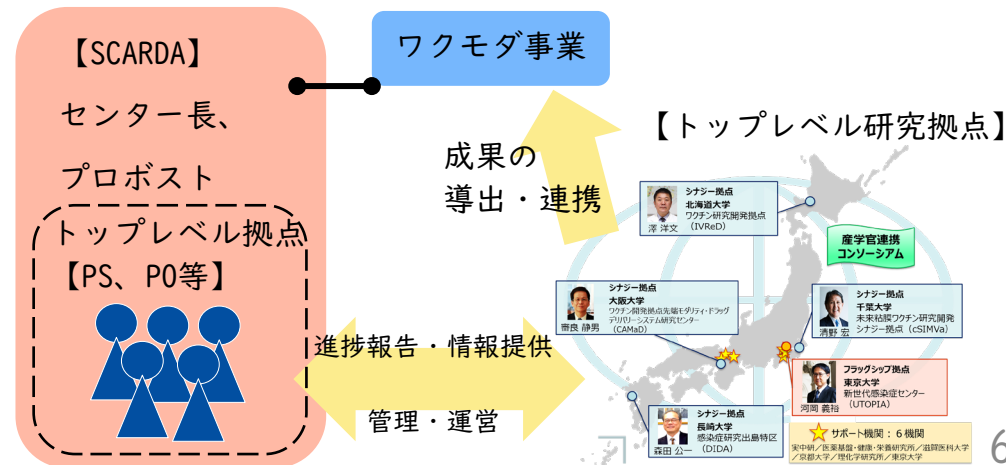 【SCARDA】
センター長、
プロボスト
トップレベル拠点
【PS、PO等】
ワクモダ事業
成果の
導出・連携
進捗報告・情報提供
管理・運営
【トップレベル研究拠点】
シナジー拠点
北海道大学
ワクチン研究開発拠点
（IVReD）
澤 洋文
産学官連携
コンソーシアム
シナジー拠点
大阪大学
ワクチン開発拠点先端モダリティ・ドラッグ
デリバリーシステム研究センター
（CAMaD）
審良 静男
シナジー拠点
千葉大学
未来粘膜ワクチン研究開発
シナジー拠点（cSIMVa）
清野 宏
フラッグシップ拠点
東京大学
新世代感染症センター
（UTOPIA）
河岡 義裕
シナジー拠点
長崎大学
感染症研究出島特区
（DIDA）
森田 公一
サポート機関：6機関
実中研／医薬基盤・健康・栄養研究所／滋賀医科大学
／京都大学／理化学研究所／東京大学
6